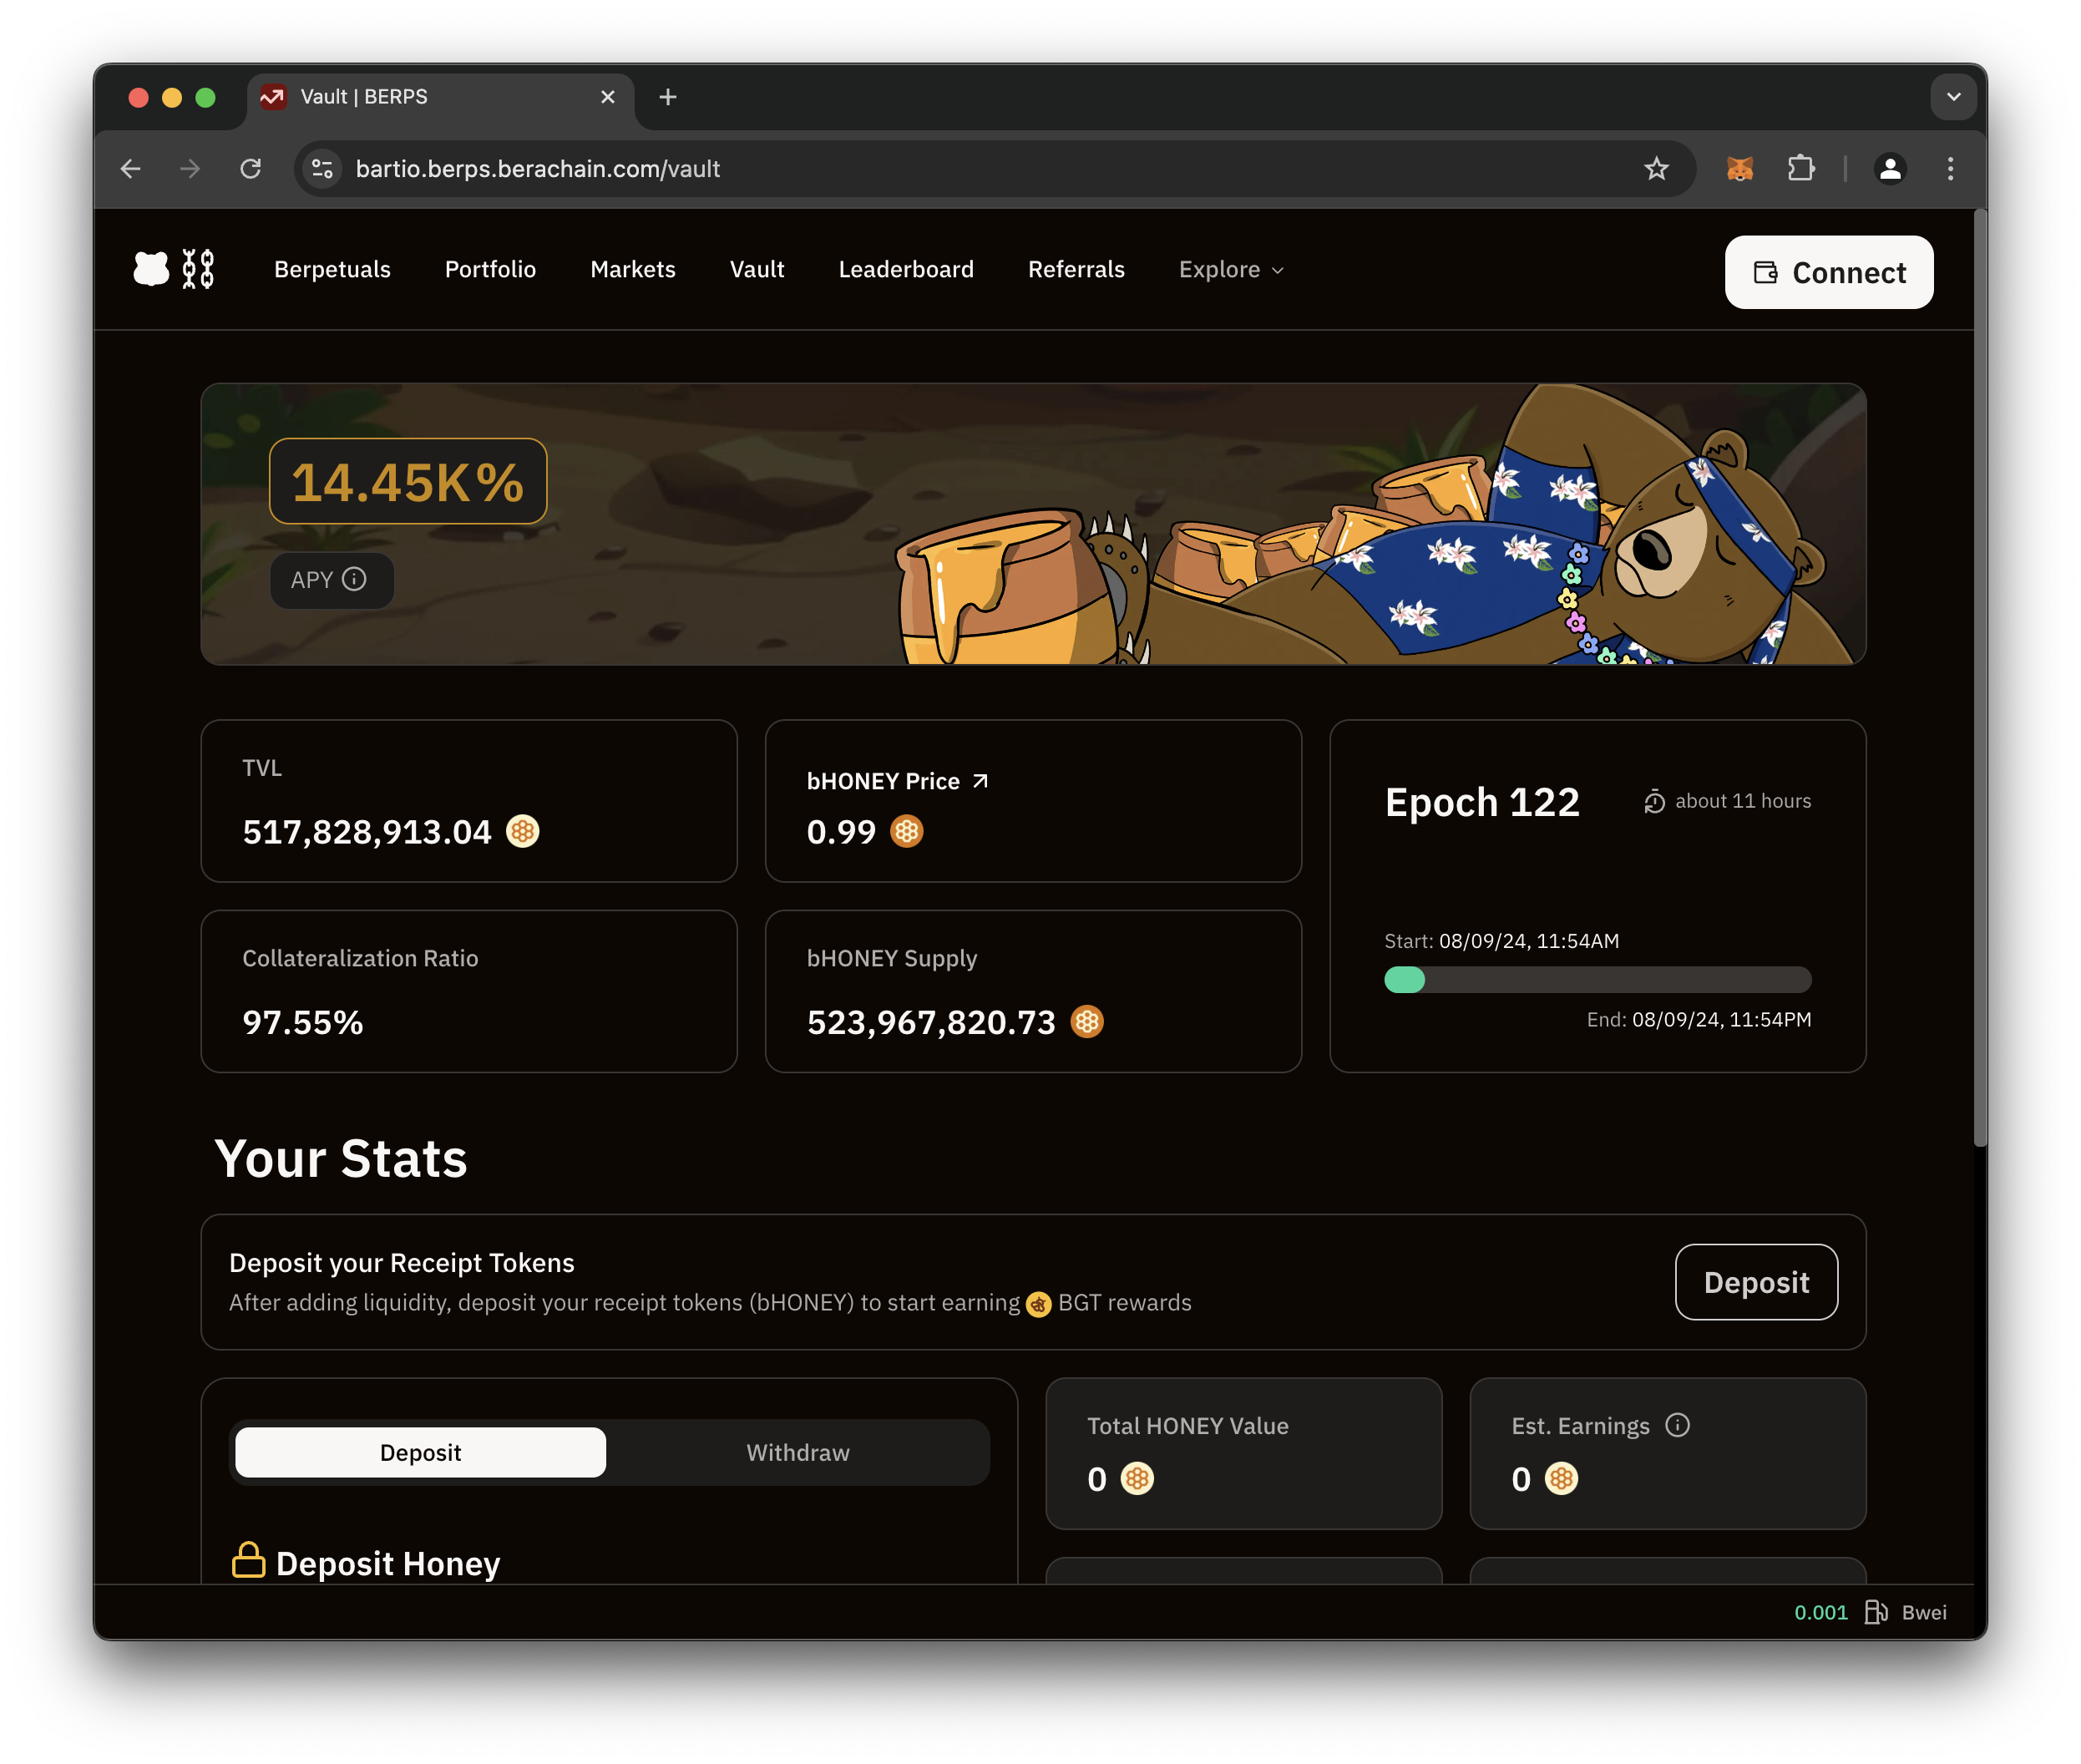 Vault | BERPS
bartio.berps.berachain.com/vault
Berpetuals Portfolio Markets Vault Leaderboard Referrals Explore
Connect
14.45K%
APY
TVL
517,828,913.04
bHONEY Price
0.99
Epoch 122
about 11 hours
Start: 08/09/24, 11:54AM
End: 08/09/24, 11:54PM
Collateralization Ratio
97.55%
bHONEY Supply
523,967,820.73
Your Stats
Deposit your Receipt Tokens
After adding liquidity, deposit your receipt tokens (bHONEY) to start earning BGT rewards
Deposit
Deposit Withdraw
Deposit Honey
Total HONEY Value
0
Est. Earnings
0
0.001 Bwei